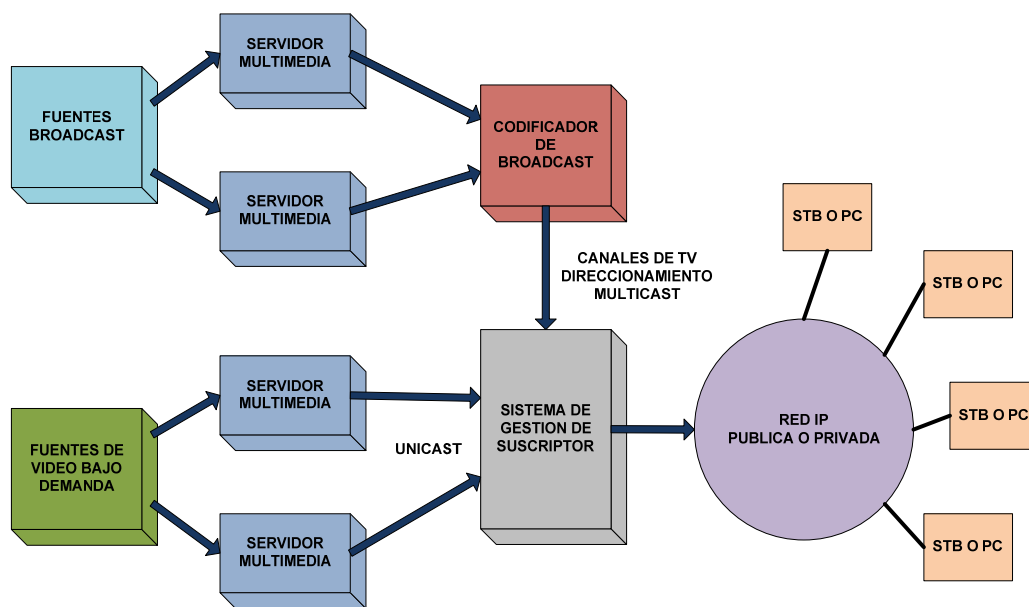 SERVIDOR
MULTIMEDIA
FUENTES
BROADCAST
CODIFICADOR
DE
BROADCAST
SERVIDOR
MULTIMEDIA
STB O PC
CANALES DE TV
DIRECCIONAMIENTO
MULTICAST
STB O PC
SERVIDOR
MULTIMEDIA
SISTEMA DE
GESTION DE
SUSCRIPTOR
RED IP
PUBLICA O PRIVADA
STB O PC
FUENTES DE
VIDEO BAJO
DEMANDA
UNICAST
SERVIDOR
MULTIMEDIA
STB O PC